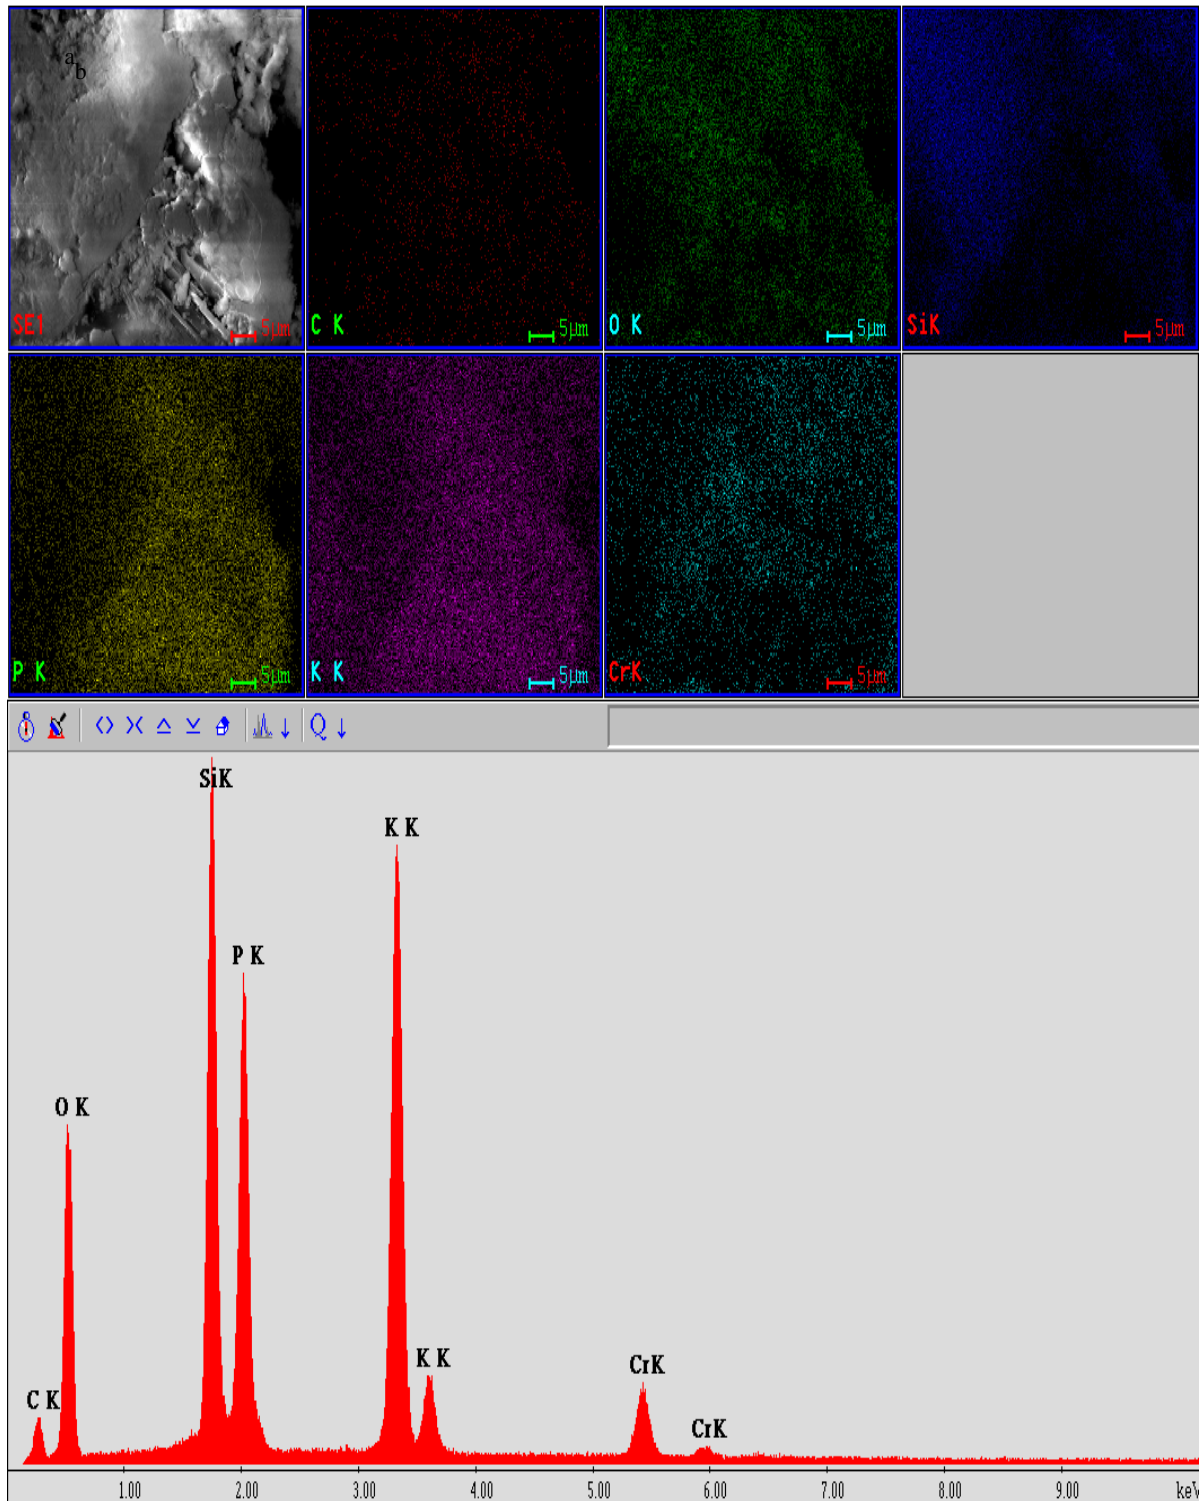 a
b
SE1 5µm
C K 5µm
O K 5µm
SiK 5µm
P K 5µm
K K 5µm
CrK 5µm
Q
SiK
K K
P K
O K
K K
CrK
C K
CrK
1.00 2.00 3.00 4.00 5.00 6.00 7.00 8.00 9.00 keV